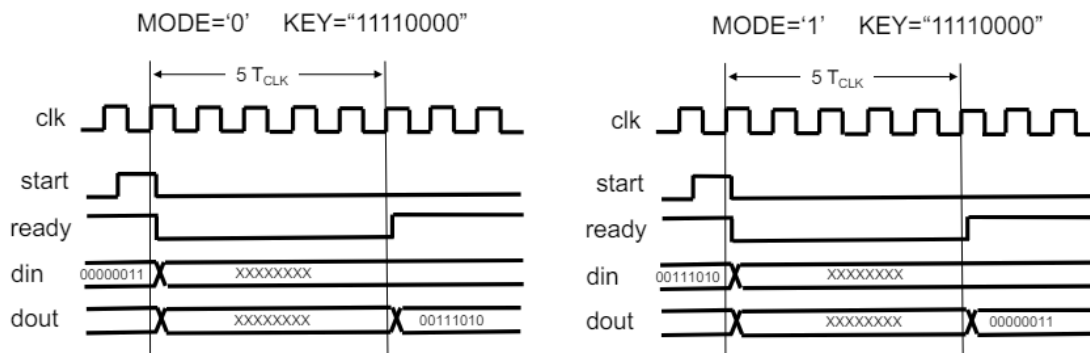 MODE=‘0’ KEY=“11110000”
5 TCLK
clk
start
ready
din 00000011 XXXXXXXX
dout XXXXXXXX 00111010
MODE=‘1’ KEY=“11110000”
5 TCLK
clk
start
ready
din 00111010 XXXXXXXX
dout XXXXXXXX 00000011